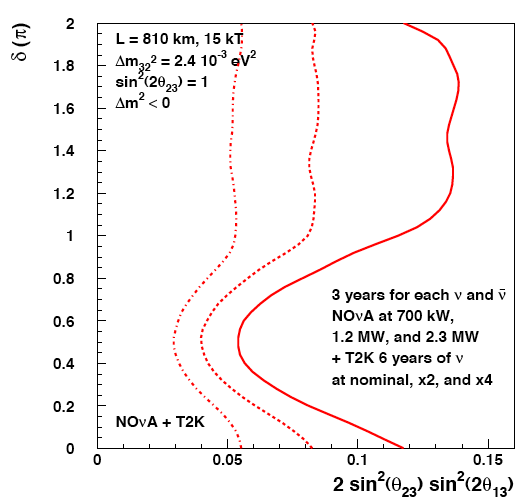 δ (π)
2
1.8
1.6
1.4
1.2
1
0.8
0.6
0.4
0.2
0
L = 810 km, 15 kT
Δm₃₂² = 2.4 10⁻³ eV²
sin²(2θ₂₃) = 1
Δm² < 0
3 years for each ν and ν̄
NOνA at 700 kW,
1.2 MW, and 2.3 MW
+ T2K 6 years of ν
at nominal, x2, and x4
NOνA + T2K
0 0.05 0.1 0.15
2 sin²(θ₂₃) sin²(2θ₁₃)